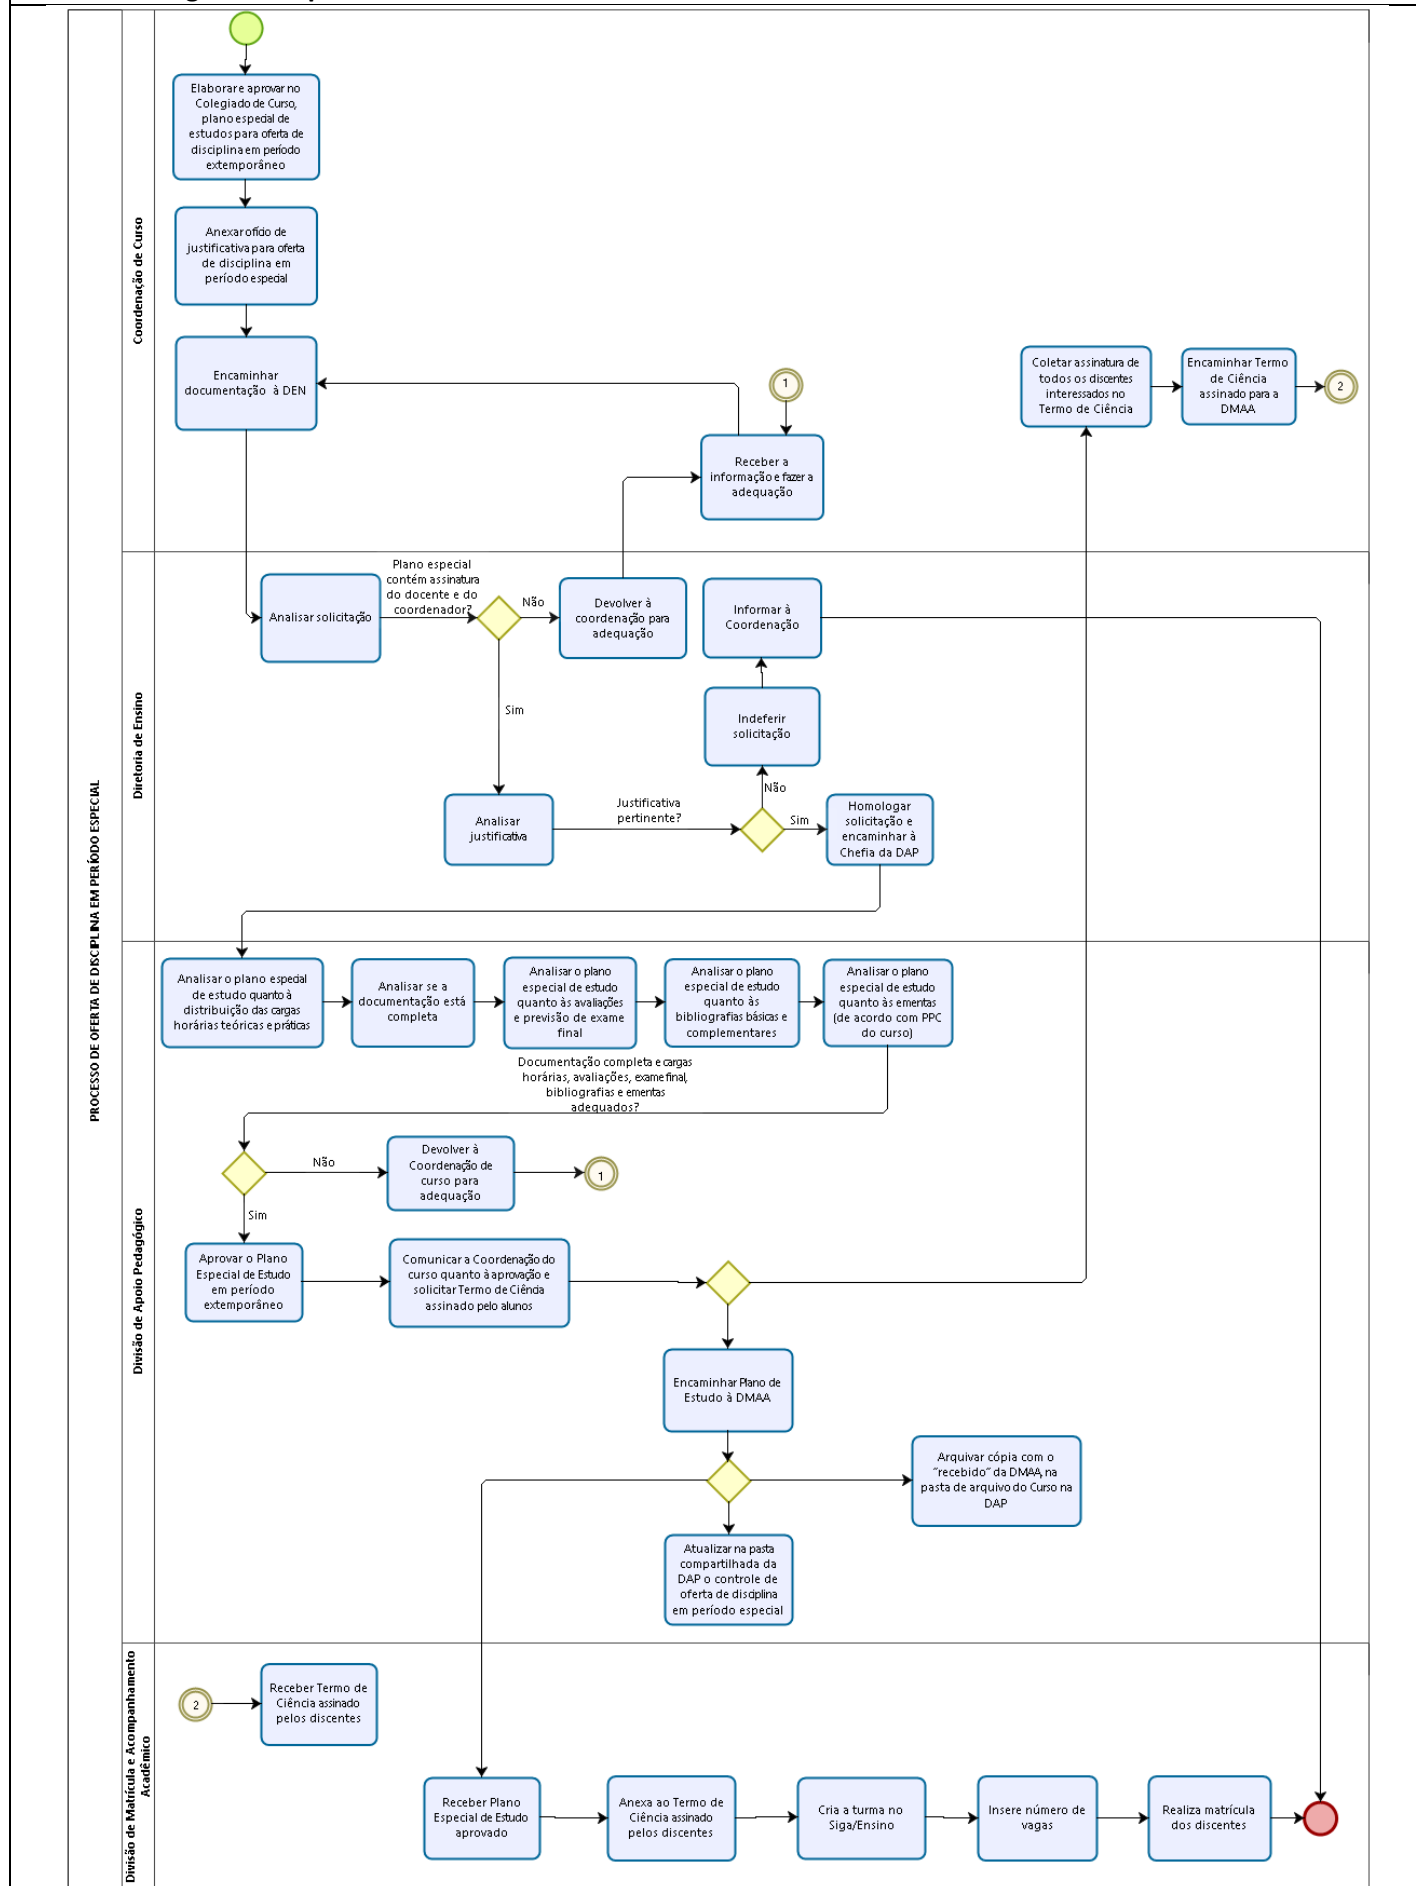 PROCESSO DE OFERTA DE DISCIPLINA EM PERÍODO ESPECIAL
Coordenação de Curso
Elaborar e aprovar no
Colegiado de Curso,
plano especial de
estudos para oferta de
disciplina em período
extemporâneo
Anexar ofício de
justificativa para oferta
de disciplina em
período especial
Encaminhar
documentação à DEN
1
Receber a
informação e fazer a
adequação
Coletar assinatura de
todos os discentes
interessados no
Termo de Ciência
Encaminhar Termo
de Ciência
assinado para a
DMAA
2
Diretoria de Ensino
Analisar solicitação
Plano especial
contém assinatura
do docente e do
coordenador?
Não
Devolver à
coordenação para
adequação
Informar à
Coordenação
Sim
Indeferir
solicitação
Não
Analisar
justificativa
Justificativa
pertinente?
Sim
Homologar
solicitação e
encaminhar à
Chefia da DAP
Divisão de Apoio Pedagógico
Analisar o plano especial
de estudo quanto à
distribuição das cargas
horárias teóricas e práticas
Analisar se a
documentação está
completa
Analisar o plano
especial de estudo
quanto às avaliações
e previsão de exame
final
Analisar o plano
especial de estudo
quanto às
bibliografias básicas e
complementares
Analisar o plano
especial de estudo
quanto às ementas
(de acordo com PPC
do curso)
Documentação completa e cargas
horárias, avaliações, exame final,
bibliografias e ementas
adequados?
Não
Devolver à
Coordenação de
curso para
adequação
1
Sim
Aprovar o Plano
Especial de Estudo
em período
extemporâneo
Comunicar a Coordenação do
curso quanto à aprovação e
solicitar Termo de Ciência
assinado pelo alunos
Encaminhar Plano de
Estudo à DMAA
Arquivar cópia com o
“recebido” da DMAA, na
pasta de arquivo do Curso na
DAP
Atualizar na pasta
compartilhada da
DAP o controle de
oferta de disciplina
em período especial
Divisão de Matrícula e Acompanhamento
Acadêmico
2
Receber Termo de
Ciência assinado
pelos discentes
Receber Plano
Especial de Estudo
aprovado
Anexa ao Termo de
Ciência assinado
pelos discentes
Cria a turma no
Siga/Ensino
Insere número de
vagas
Realiza matrícula
dos discentes